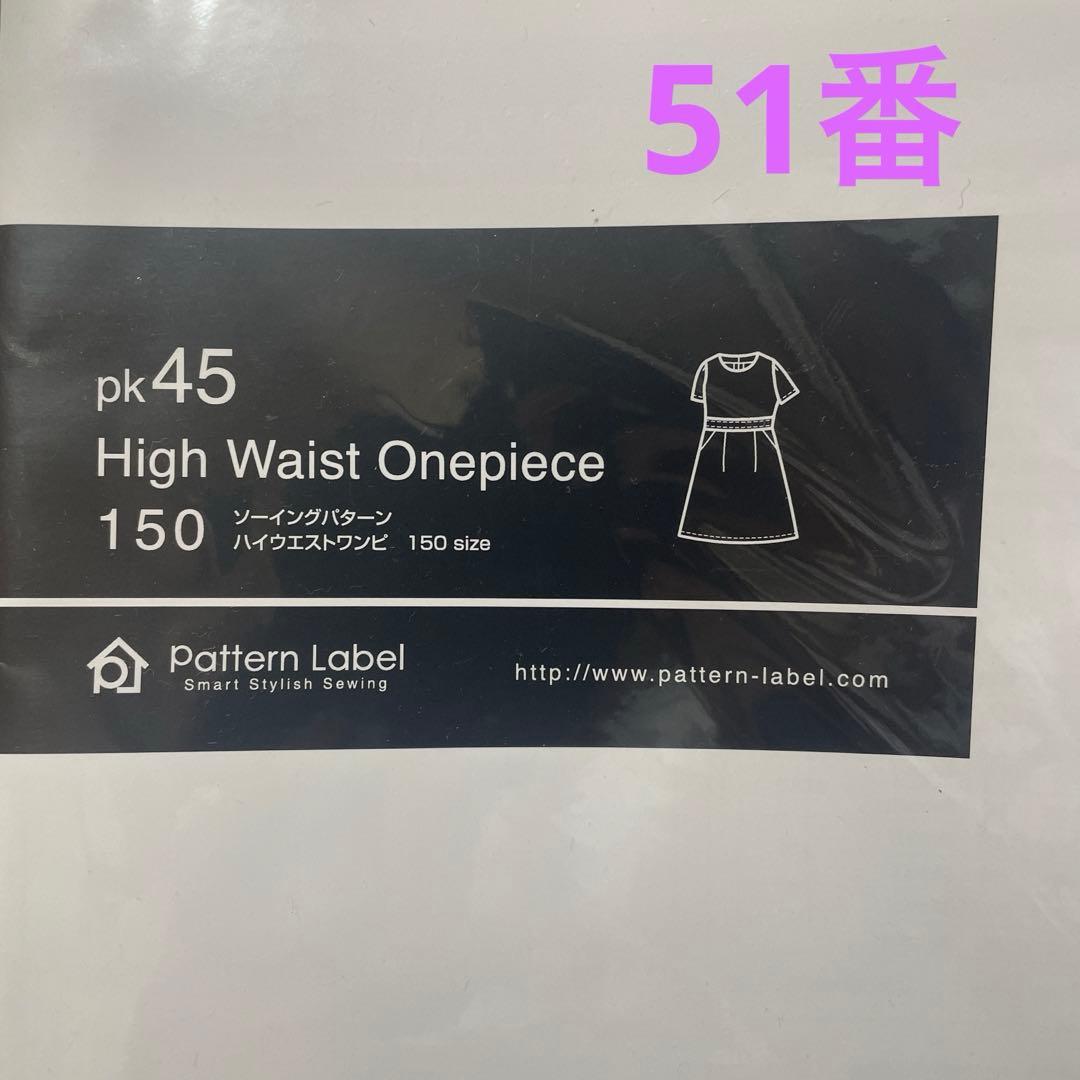 51番
pk45
High Waist Onepiece
150 ソーイングパターン
ハイウエストワンピ 150 size
pattern Label
Smart Stylish Sewing
http://www.pattern-label.com